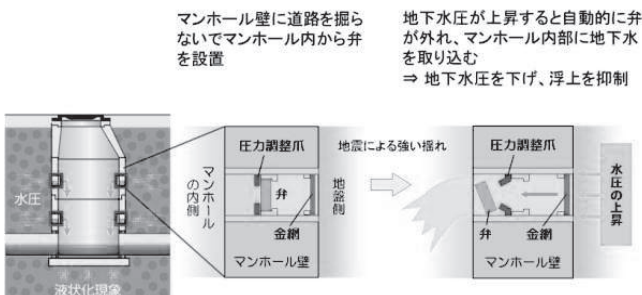 マンホール壁に道路を掘ら
ないでマンホール内から弁
を設置
地下水圧が上昇すると自動的に弁
が外れ、マンホール内部に地下水
を取り込む
⇒ 地下水圧を下げ、浮上を抑制
水圧
液状化現象
マンホールの内側
圧力調整爪
弁
金網
マンホール壁
地盤側
地震による強い揺れ
圧力調整爪
弁
金網
マンホール壁
水圧の上昇